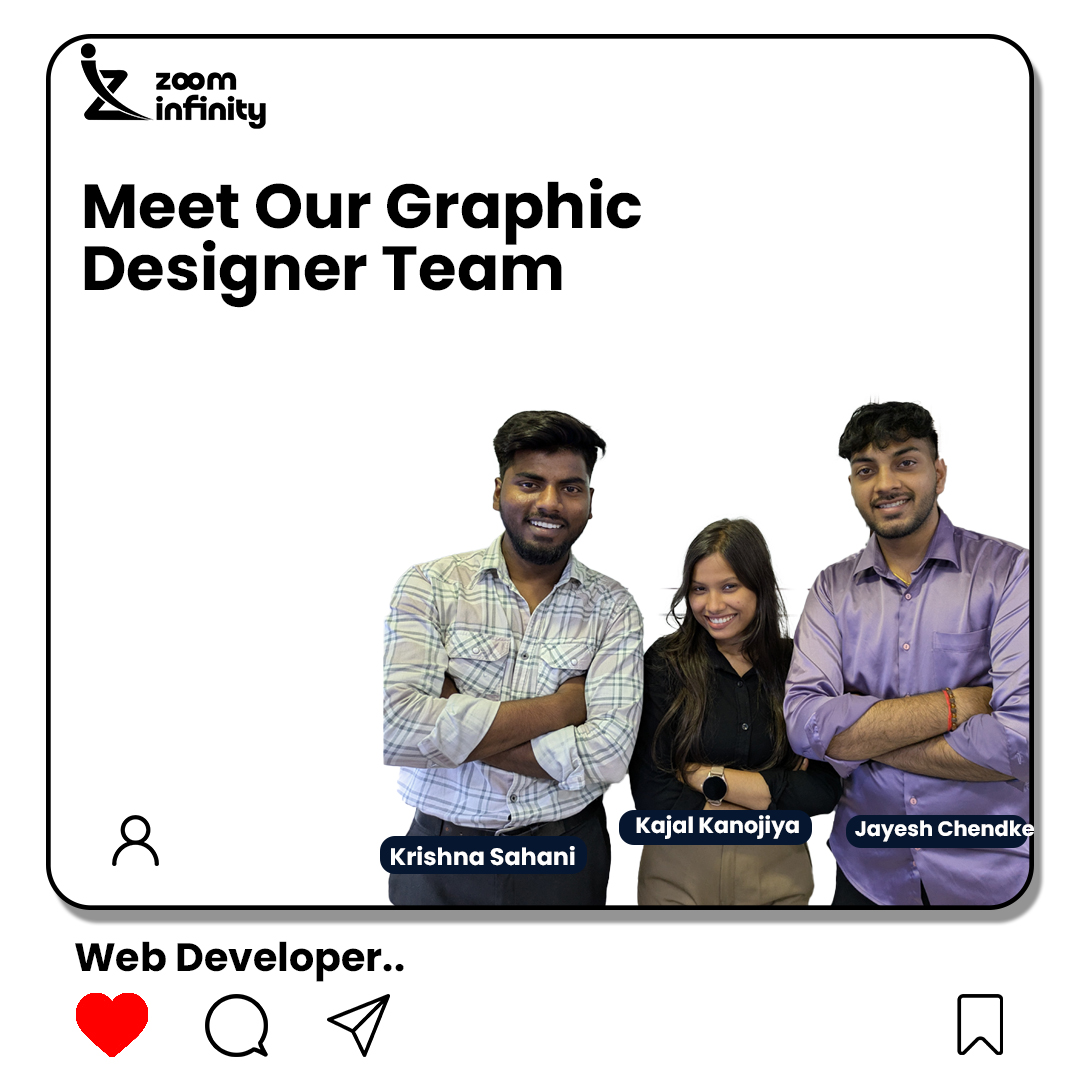 zoom
infinity
Meet Our Graphic
Designer Team
Krishna Sahani
Kajal Kanojiya
Jayesh Chendke
Web Developer..